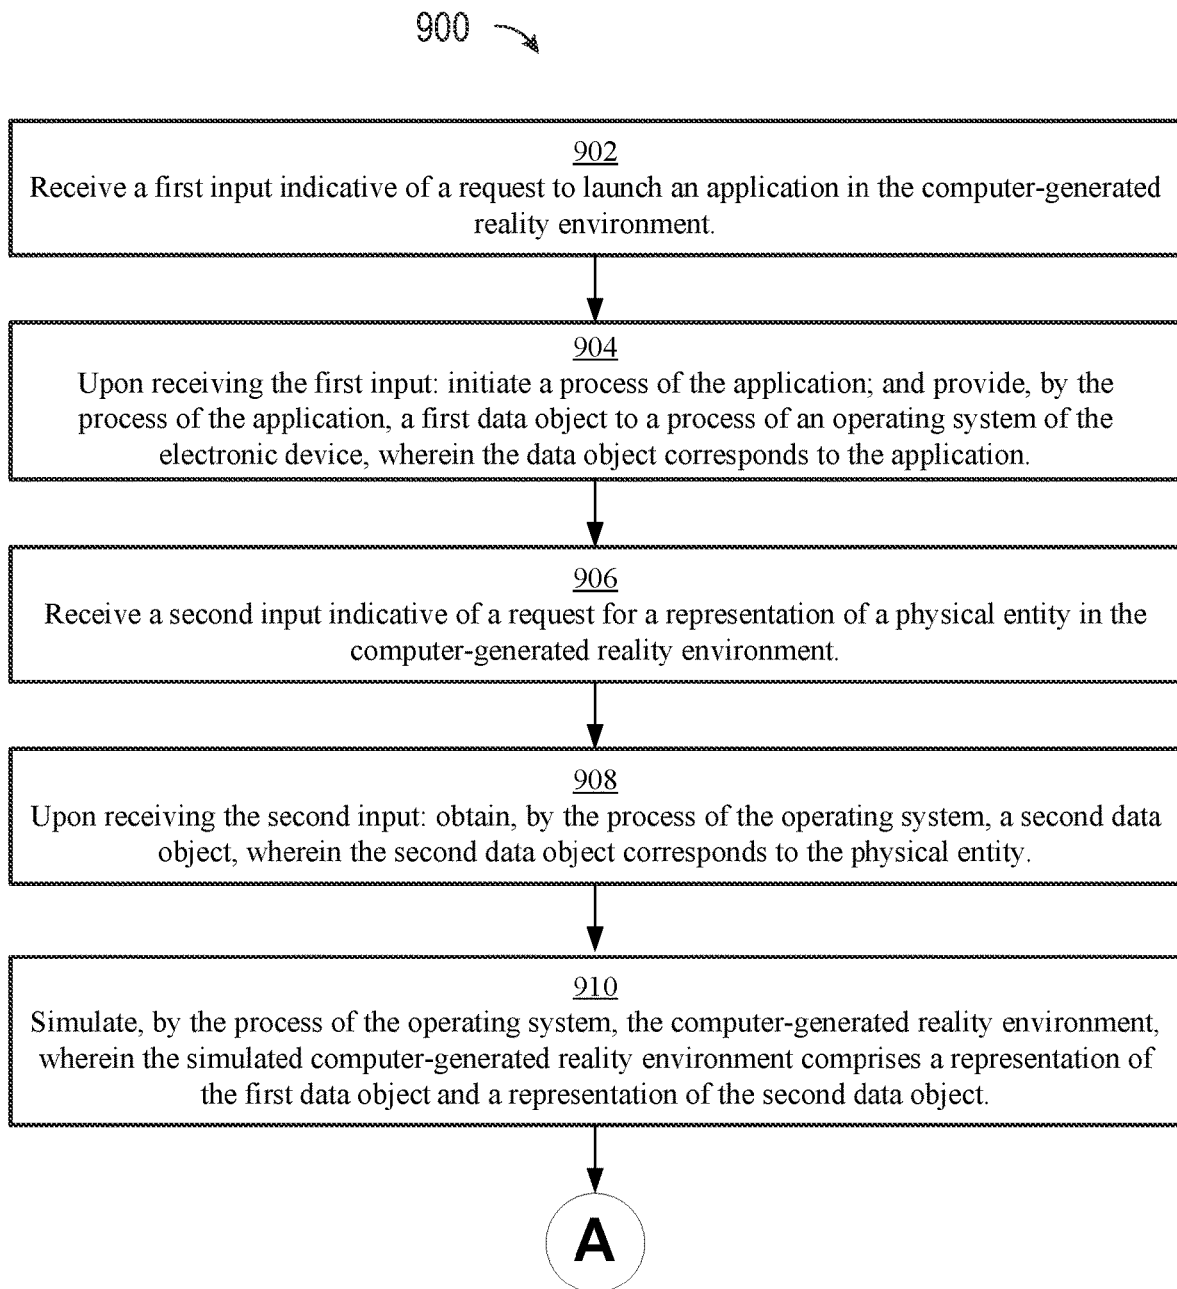 900
902
Receive a first input indicative of a request to launch an application in the computer-generated
reality environment.
904
Upon receiving the first input: initiate a process of the application; and provide, by the
process of the application, a first data object to a process of an operating system of the
electronic device, wherein the data object corresponds to the application.
906
Receive a second input indicative of a request for a representation of a physical entity in the
computer-generated reality environment.
908
Upon receiving the second input: obtain, by the process of the operating system, a second data
object, wherein the second data object corresponds to the physical entity.
910
Simulate, by the process of the operating system, the computer-generated reality environment,
wherein the simulated computer-generated reality environment comprises a representation of
the first data object and a representation of the second data object.
A